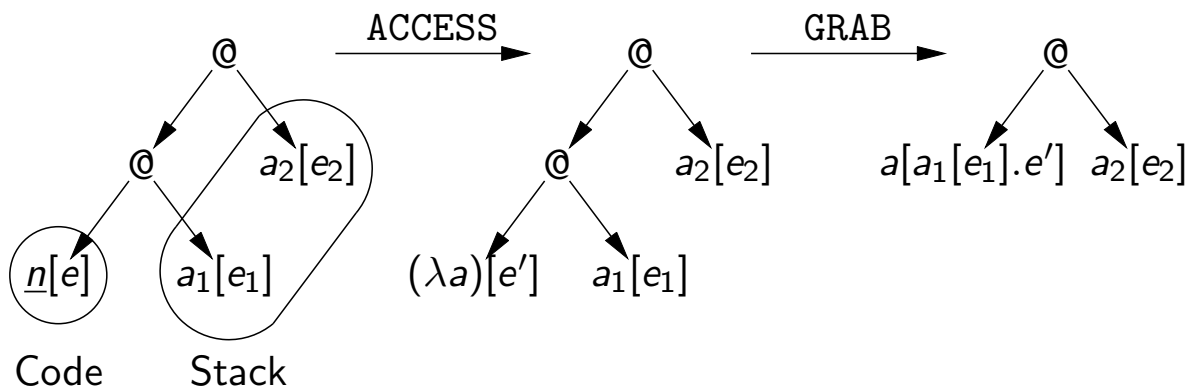 ACCESS GRAB
@ @ @
@ a₂[e₂] @ a₂[e₂] a[a₁[e₁].e′] a₂[e₂]
n̲[e] a₁[e₁] (λa)[e′] a₁[e₁]
Code Stack